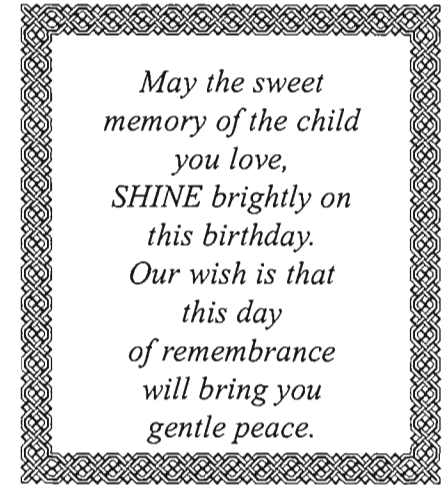 May the sweet
memory of the child
you love,
SHINE brightly on
this birthday.
Our wish is that
this day
of remembrance
will bring you
gentle peace.